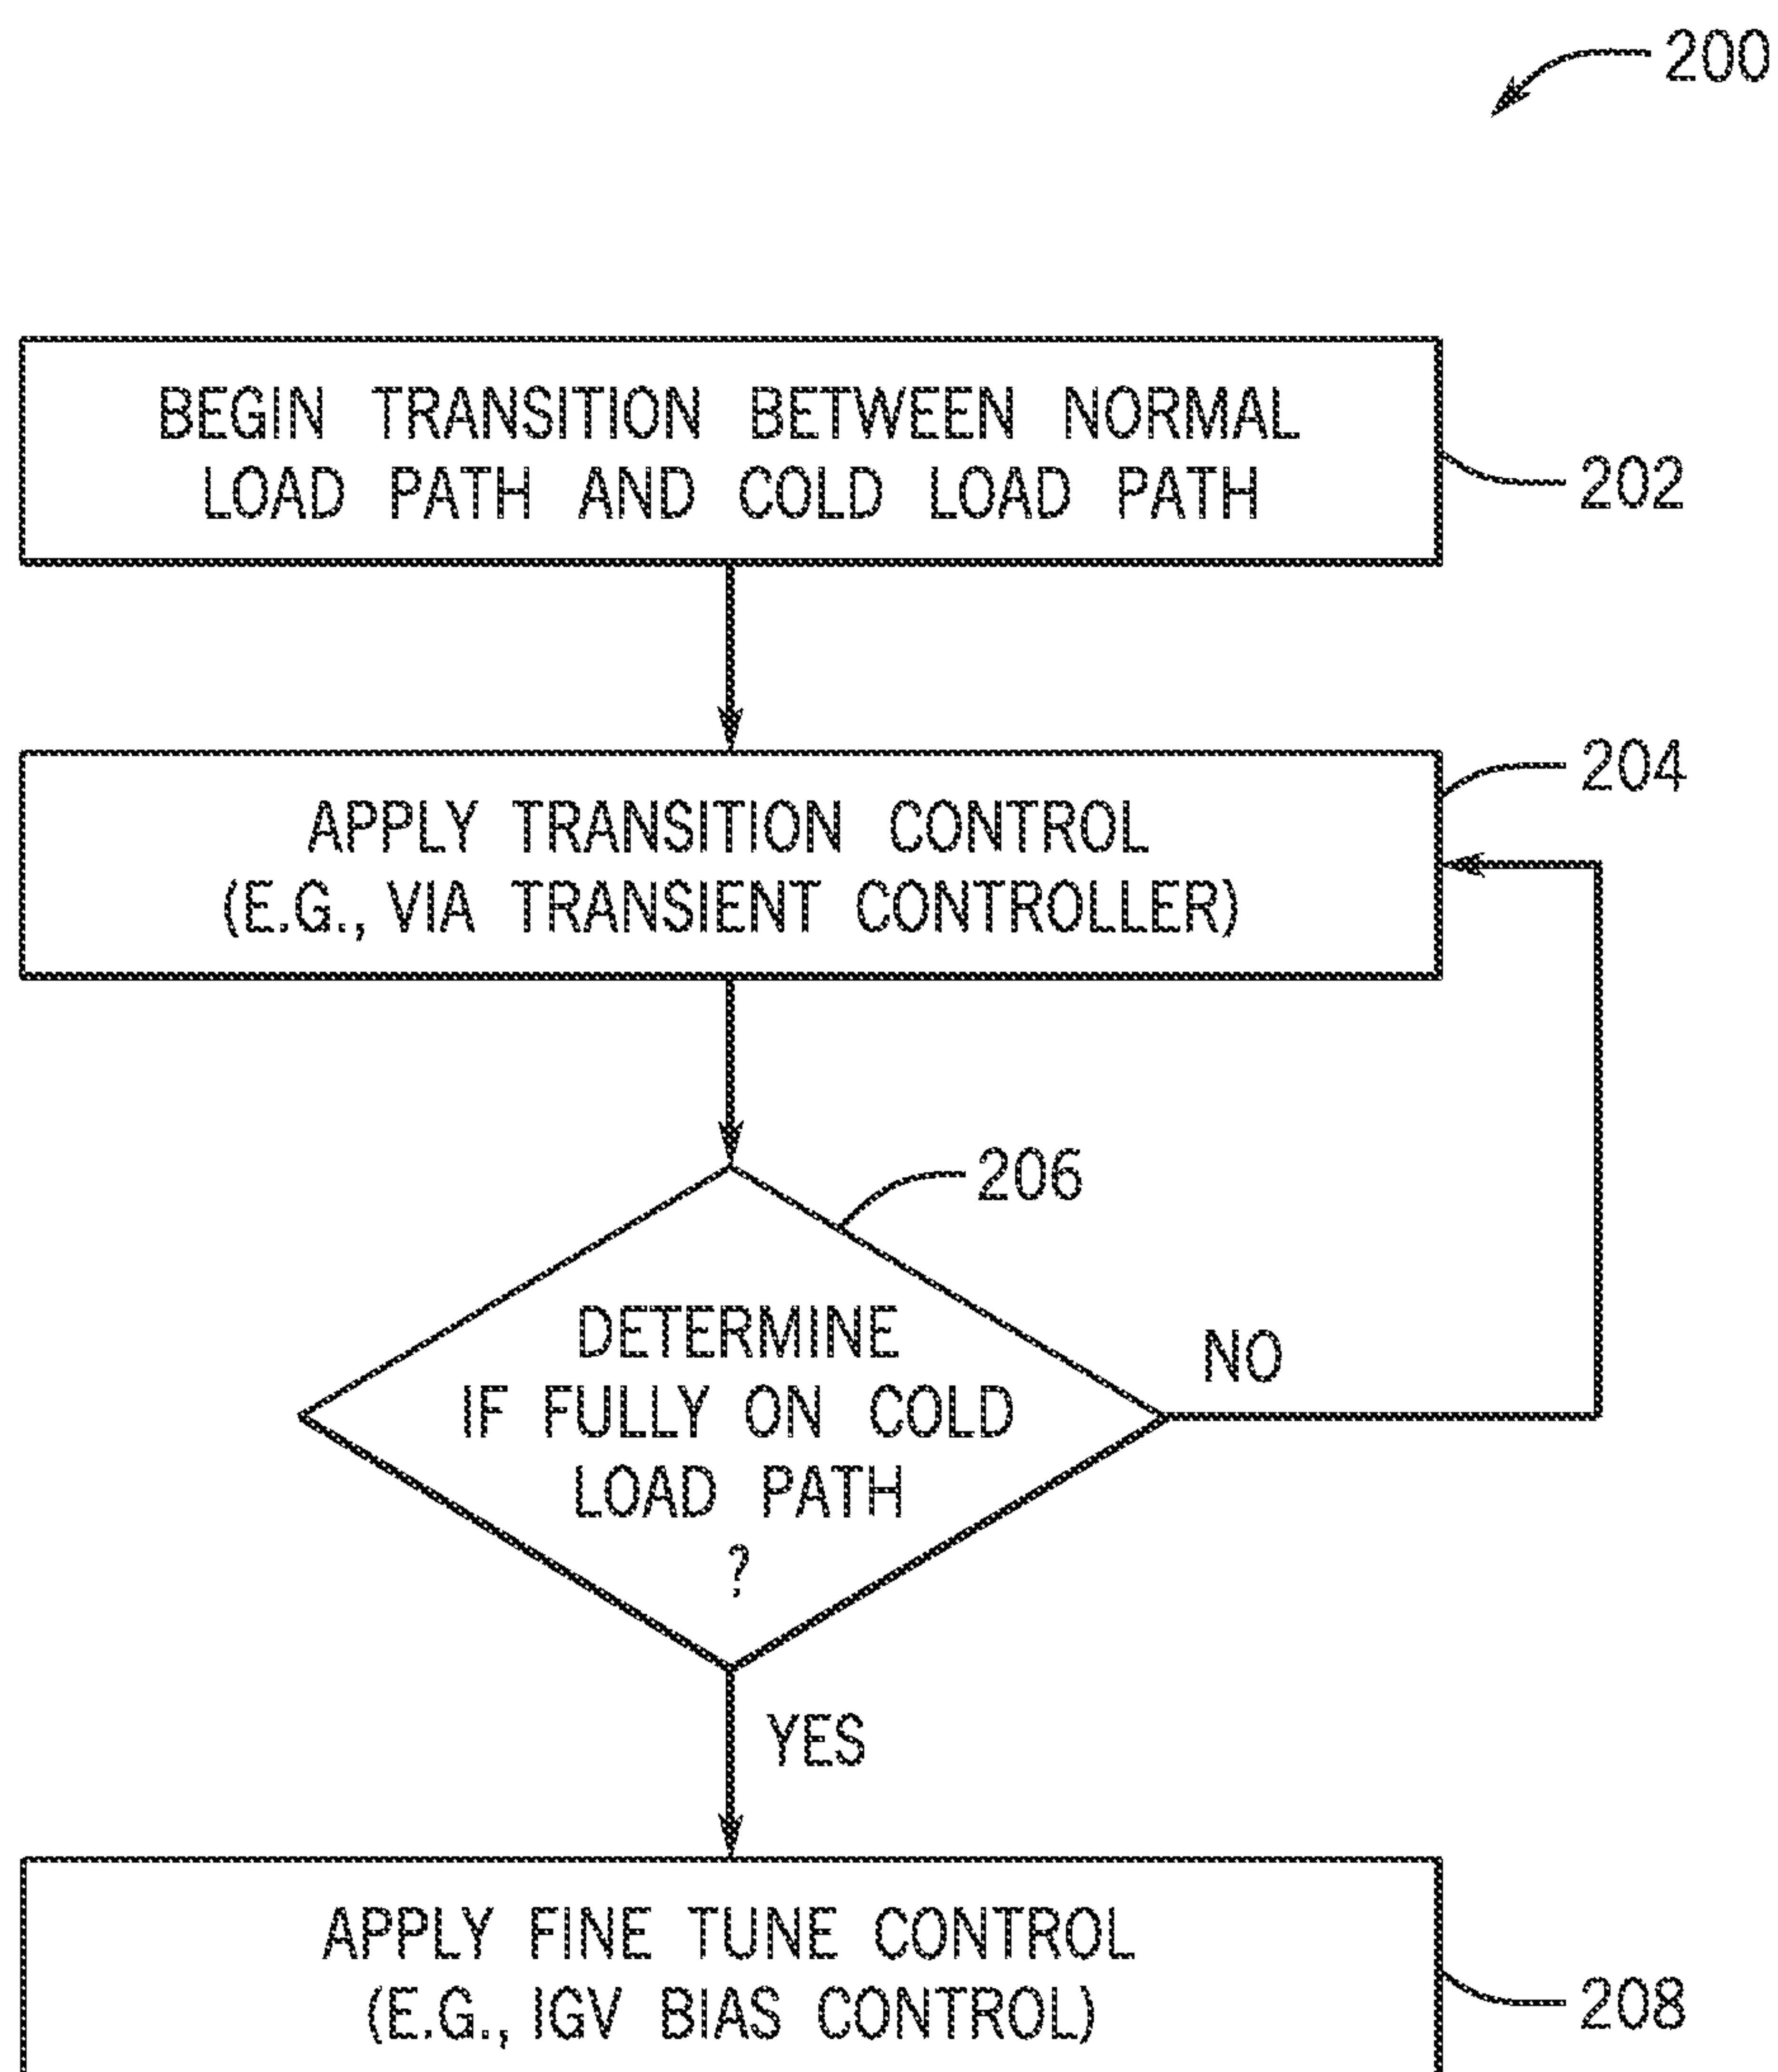 200
BEGIN TRANSITION BETWEEN NORMAL
LOAD PATH AND COLD LOAD PATH
202
204
APPLY TRANSITION CONTROL
(E.G., VIA TRANSIENT CONTROLLER)
206
DETERMINE
IF FULLY ON COLD
LOAD PATH
?
NO
YES
APPLY FINE TUNE CONTROL
(E.G., IGV BIAS CONTROL)
208